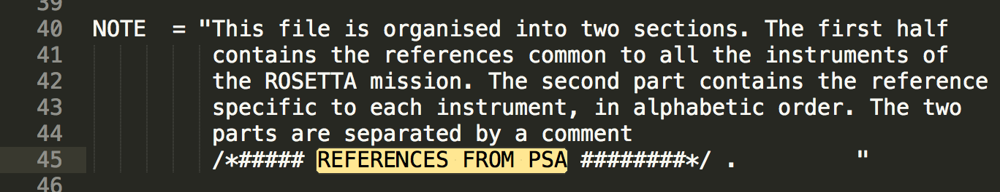 39
40 NOTE = "This file is organised into two sections. The first half
41 contains the references common to all the instruments of
42 the ROSETTA mission. The second part contains the reference
43 specific to each instrument, in alphabetic order. The two
44 parts are separated by a comment
45 /*##### REFERENCES FROM PSA ########*/ . "
46